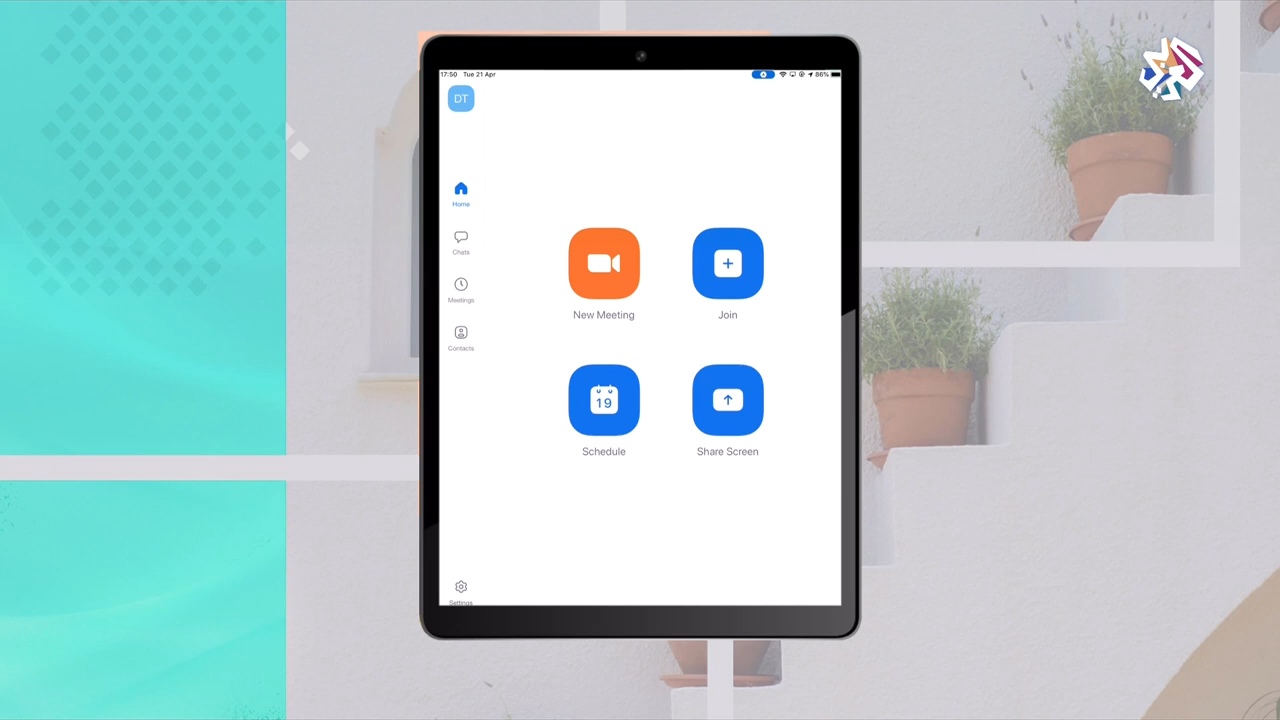 17:50 Tue 21 Apr
86%
DT
Home
Chats
Meetings
Contacts
New Meeting
Join
19
Schedule
Share Screen
Settings